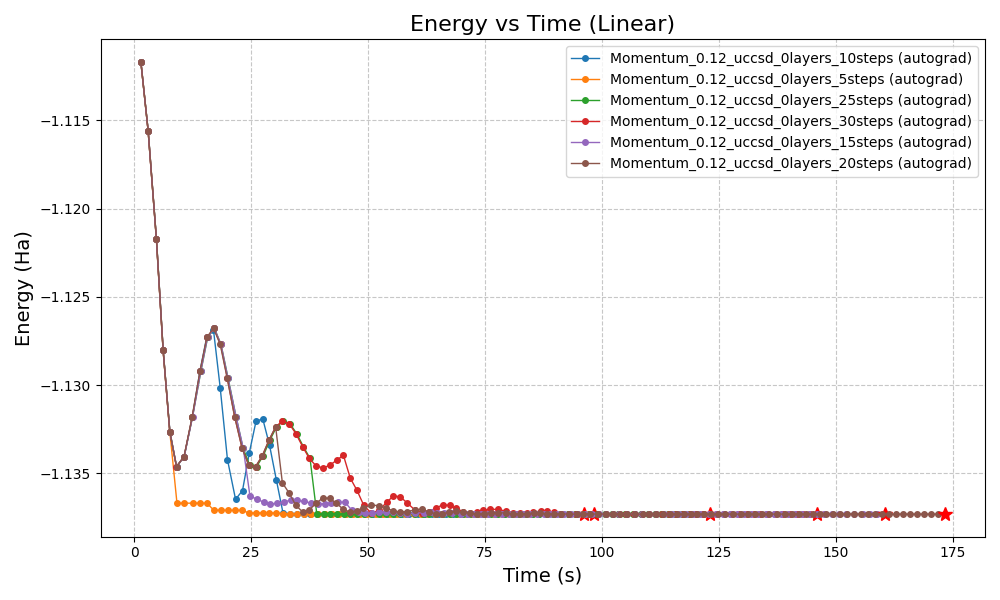 Energy vs Time (Linear)
Momentum_0.12_uccsd_0layers_10steps (autograd)
Momentum_0.12_uccsd_0layers_5steps (autograd)
Momentum_0.12_uccsd_0layers_25steps (autograd)
Momentum_0.12_uccsd_0layers_30steps (autograd)
Momentum_0.12_uccsd_0layers_15steps (autograd)
Momentum_0.12_uccsd_0layers_20steps (autograd)
Energy (Ha)
−1.115
−1.120
−1.125
−1.130
−1.135
0 25 50 75 100 125 150 175
Time (s)